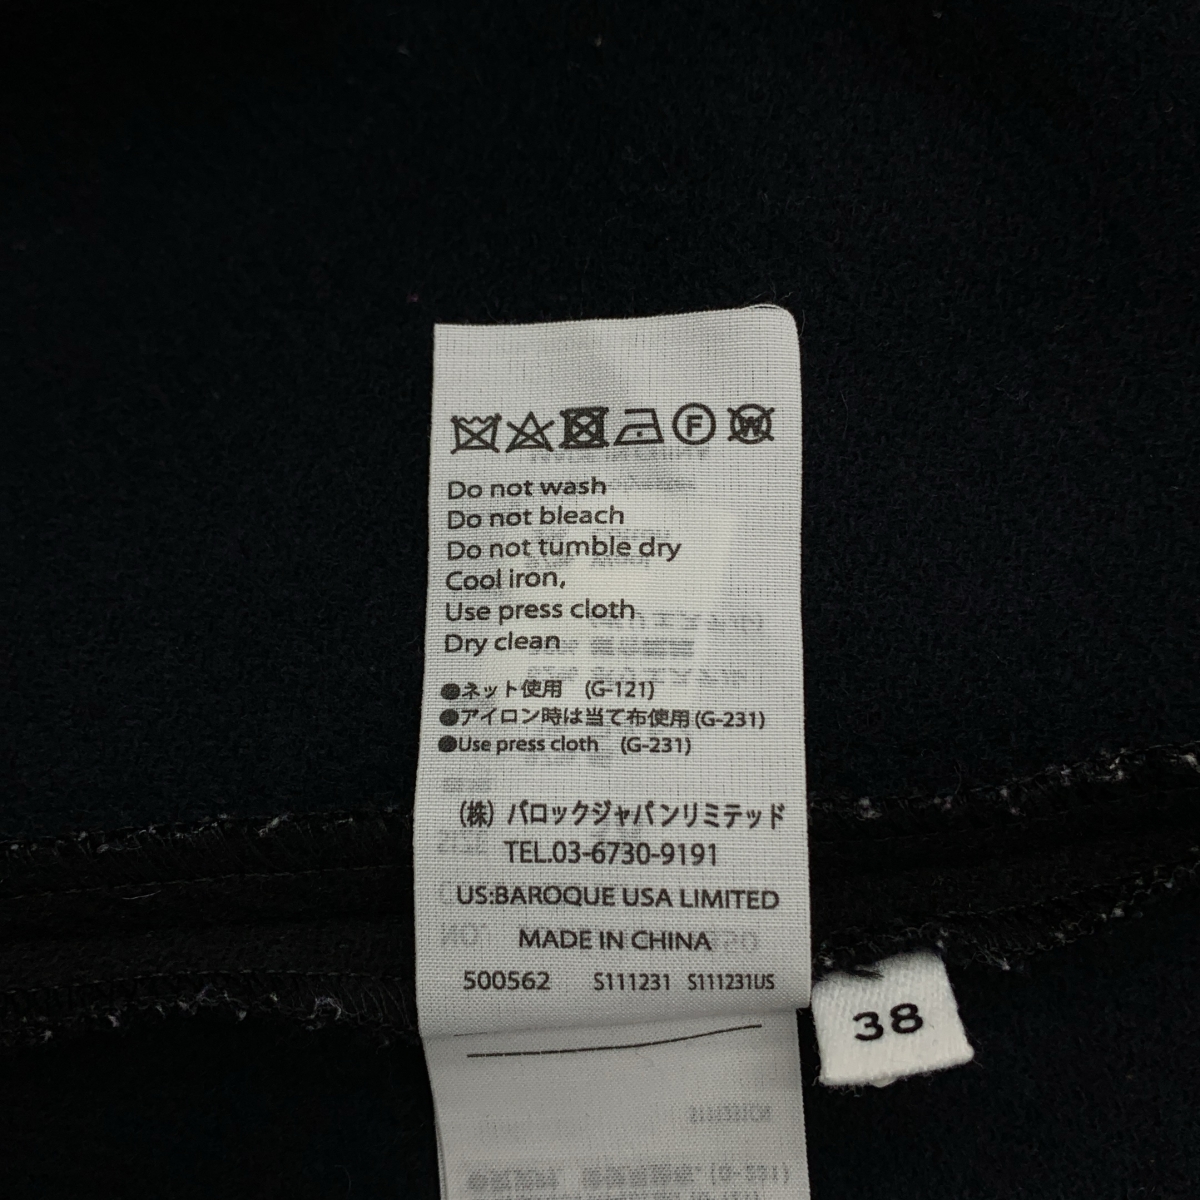 F W
Do not wash
Do not bleach
Do not tumble dry
Cool iron,
Use press cloth
Dry clean
●ネット使用 (G-121)
●アイロン時は当て布使用(G-231)
●Use press cloth (G-231)
(株) バロックジャパンリミテッド
TEL.03-6730-9191
US:BAROQUE USA LIMITED
MADE IN CHINA
500562 S111231 S111231US
38